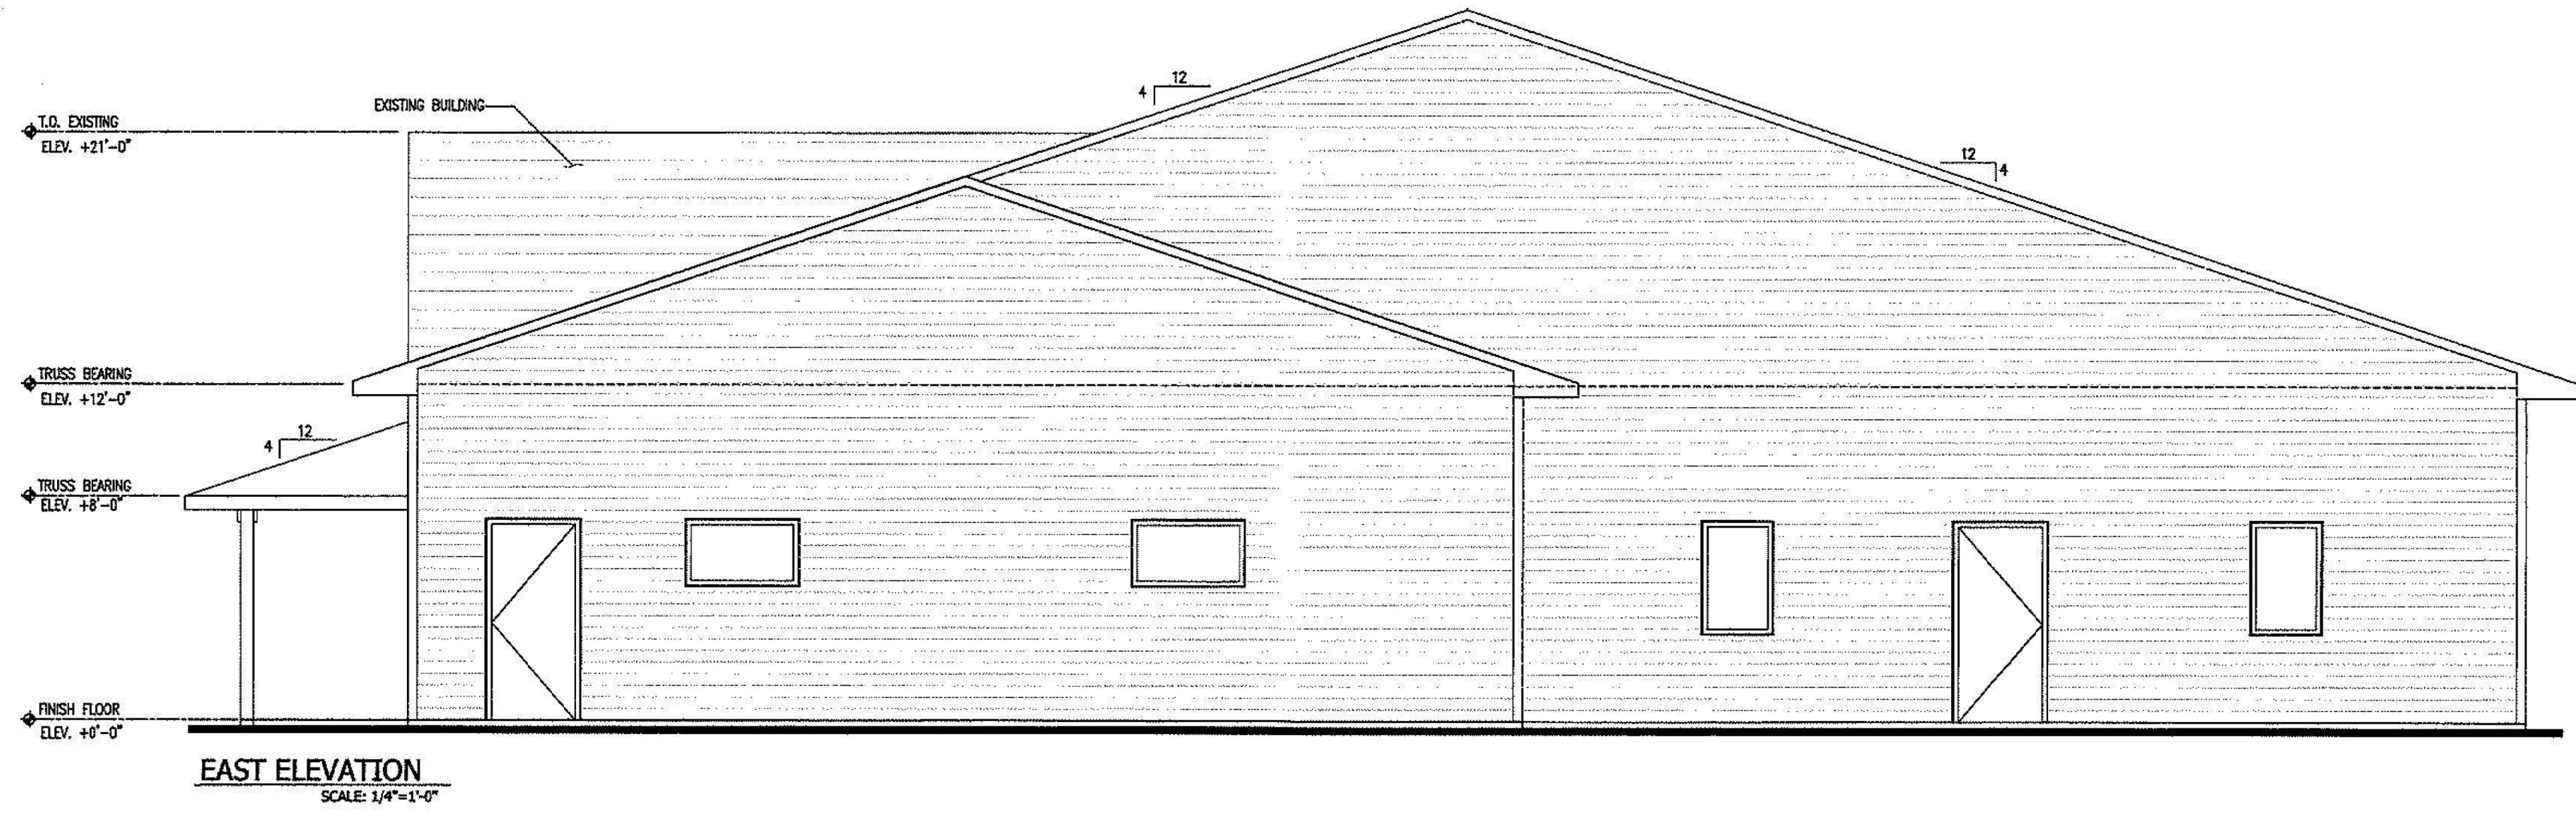 4 12
EXISTING BUILDING
T.O. EXISTING
ELEV. +21'-0"
12 4
TRUSS BEARING
ELEV. +12'-0"
4 12
TRUSS BEARING
ELEV. +8'-0"
FINISH FLOOR
ELEV. +0'-0"
EAST ELEVATION
SCALE: 1/4"=1'-0"